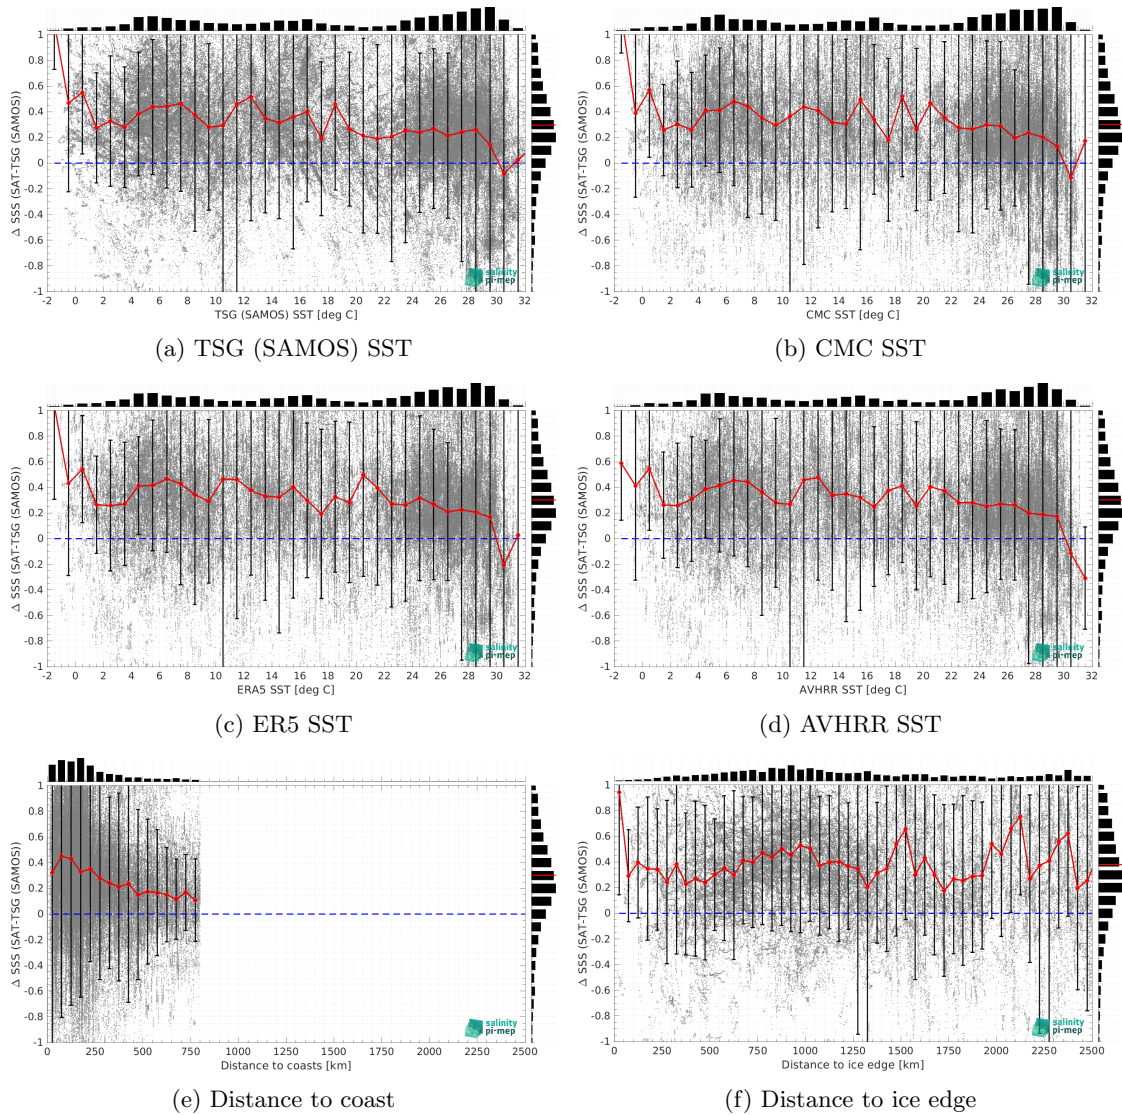 1
0.8
0.6
0.4
0.2
0
-0.2
-0.4
-0.6
-0.8
-1
Δ SSS (SAT-TSG (SAMOS))
-2 0 2 4 6 8 10 12 14 16 18 20 22 24 26 28 30 32
TSG (SAMOS) SST [deg C]
salinity
pi-mep
(a) TSG (SAMOS) SST
1
0.8
0.6
0.4
0.2
0
-0.2
-0.4
-0.6
-0.8
-1
Δ SSS (SAT-TSG (SAMOS))
-2 0 2 4 6 8 10 12 14 16 18 20 22 24 26 28 30 32
CMC SST [deg C]
salinity
pi-mep
(b) CMC SST
1
0.8
0.6
0.4
0.2
0
-0.2
-0.4
-0.6
-0.8
-1
Δ SSS (SAT-TSG (SAMOS))
-2 0 2 4 6 8 10 12 14 16 18 20 22 24 26 28 30 32
ERA5 SST [deg C]
salinity
pi-mep
(c) ER5 SST
1
0.8
0.6
0.4
0.2
0
-0.2
-0.4
-0.6
-0.8
-1
Δ SSS (SAT-TSG (SAMOS))
-2 0 2 4 6 8 10 12 14 16 18 20 22 24 26 28 30 32
AVHRR SST [deg C]
salinity
pi-mep
(d) AVHRR SST
1
0.8
0.6
0.4
0.2
0
-0.2
-0.4
-0.6
-0.8
-1
Δ SSS (SAT-TSG (SAMOS))
0 250 500 750 1000 1250 1500 1750 2000 2250 2500
Distance to coasts [km]
salinity
pi-mep
(e) Distance to coast
1
0.8
0.6
0.4
0.2
0
-0.2
-0.4
-0.6
-0.8
-1
Δ SSS (SAT-TSG (SAMOS))
0 250 500 750 1000 1250 1500 1750 2000 2250 2500
Distance to ice edge [km]
salinity
pi-mep
(f) Distance to ice edge